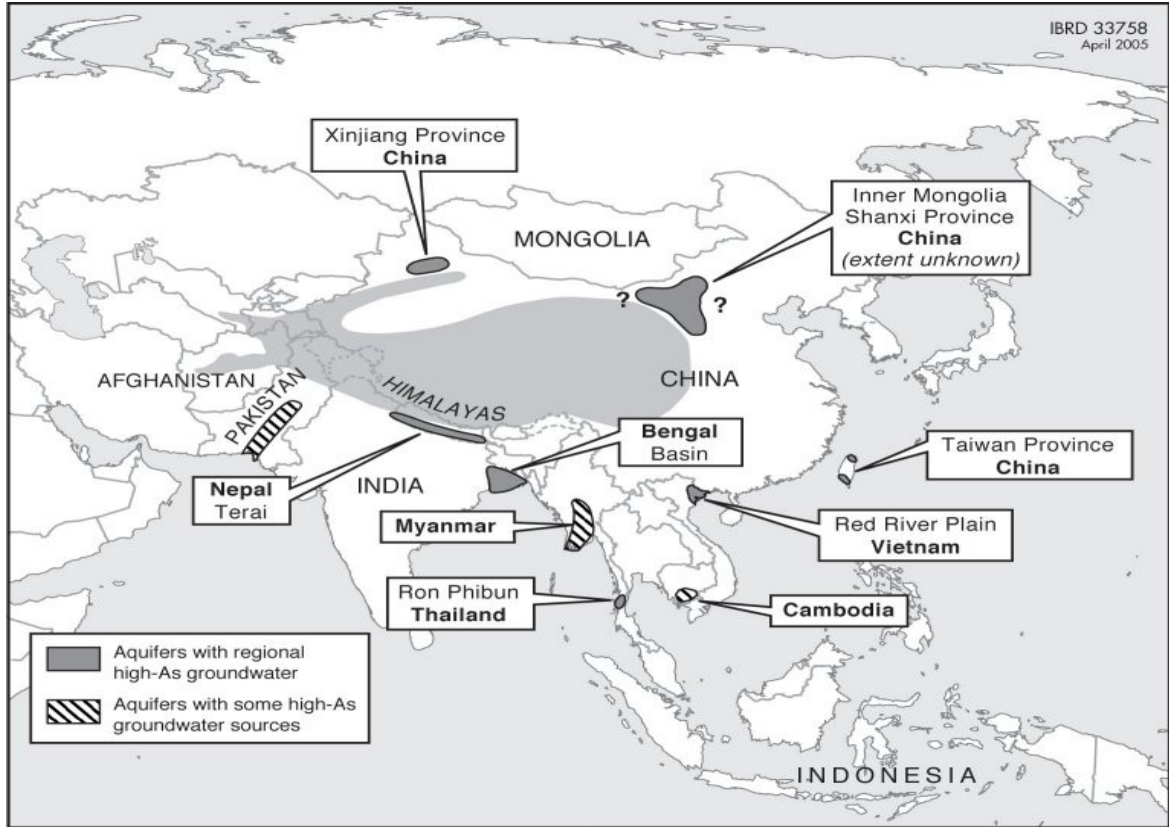 IBRD 33758
April 2005
Xinjiang Province
China
Inner Mongolia
Shanxi Province
China
(extent unknown)
MONGOLIA
?
?
AFGHANISTAN
PAKISTAN
HIMALAYAS
CHINA
Bengal
Basin
Taiwan Province
China
Nepal
Terai
INDIA
Myanmar
Red River Plain
Vietnam
Ron Phibun
Thailand
Cambodia
Aquifers with regional
high-As groundwater
Aquifers with some high-As
groundwater sources
INDONESIA